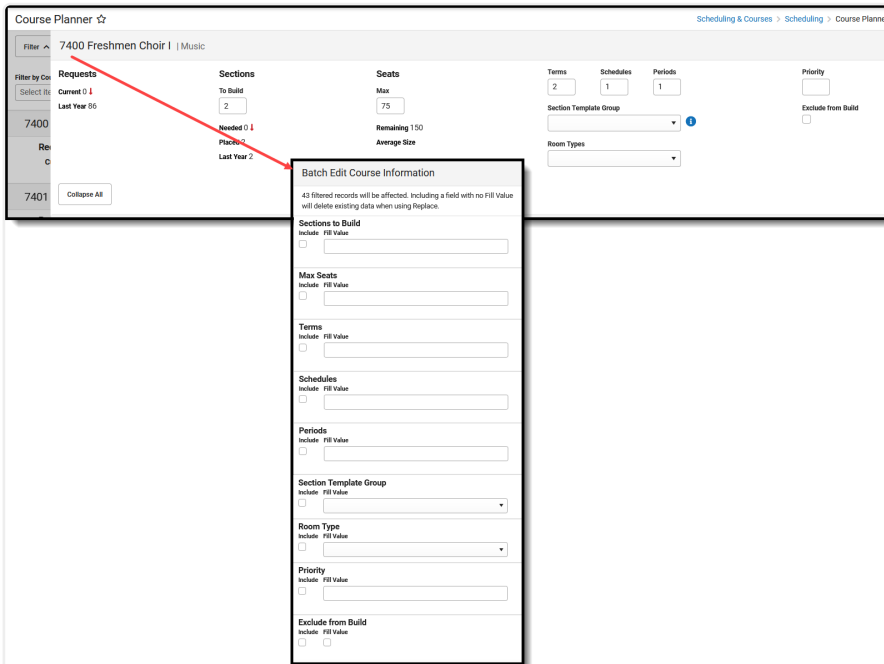 Course Planner ☆
Scheduling & Courses > Scheduling > Course Planne
Filter
7400 Freshmen Choir I | Music
Filter by Cou
Select Ite
7400
Re
C
7401
Requests
Current 0
Last Year 86
Collapse All
Sections
To Build
2
Needed 0
Placed 2
Last Year 2
Seats
Max
75
Remaining 150
Average Size
Terms Schedules Periods
2 1 1
Section Template Group
Room Types
Priority
Exclude from Build
Batch Edit Course Information
43 filtered records will be affected. Including a field with no Fill Value
will delete existing data when using Replace.
Sections to Build
Include Fill Value
Max Seats
Include Fill Value
Terms
Include Fill Value
Schedules
Include Fill Value
Periods
Include Fill Value
Section Template Group
Include Fill Value
Room Type
Include Fill Value
Priority
Include Fill Value
Exclude from Build
Include Fill Value